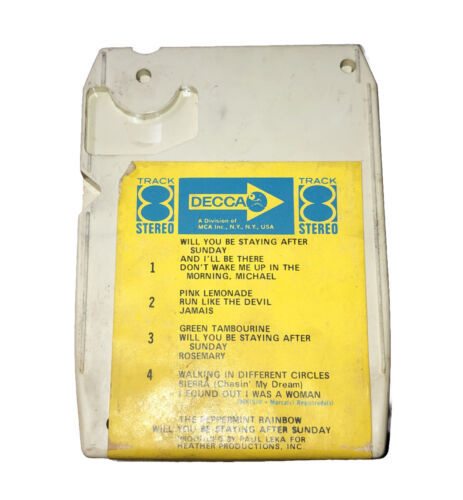 TRACK
8
STEREO
DECCA
A Division of
MCA Inc., N.Y., N.Y., USA
TRACK
8
STEREO
1
WILL YOU BE STAYING AFTER
SUNDAY
AND I'LL BE THERE
DON'T WAKE ME UP IN THE
MORNING, MICHAEL
2
PINK LEMONADE
RUN LIKE THE DEVIL
JAMAIS
3
GREEN TAMBOURINE
WILL YOU BE STAYING AFTER
SUNDAY
ROSEMARY
4
WALKING IN DIFFERENT CIRCLES
SIERRA (Chasin' My Dream)
I FOUND OUT I WAS A WOMAN
Marca(s) Registrada(s)
THE PEPPERMINT RAINBOW
WILL YOU BE STAYING AFTER SUNDAY
PRODUCED BY PAUL LEKA FOR
HEATHER PRODUCTIONS, INC